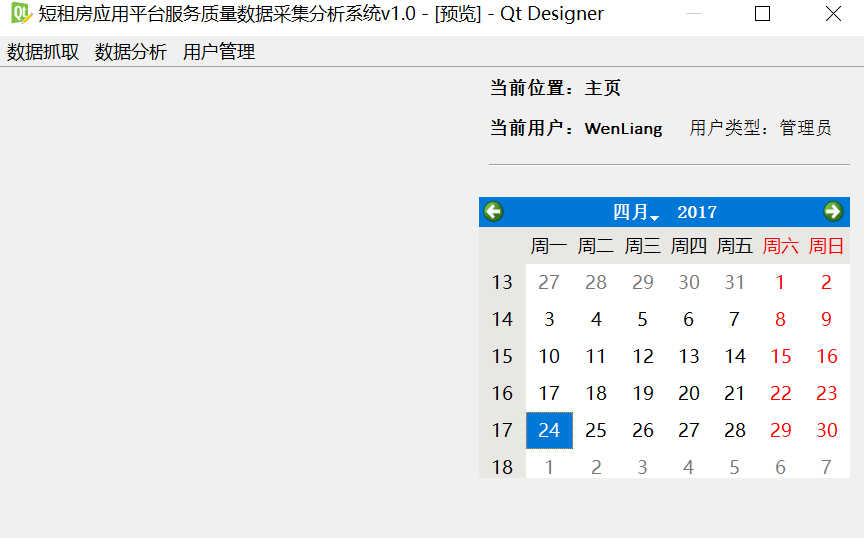 短租房应用平台服务质量数据采集分析系统v1.0 - [预览] - Qt Designer
数据抓取 数据分析 用户管理
当前位置：主页
当前用户：WenLiang 用户类型：管理员
四月 2017
周一 周二 周三 周四 周五 周六 周日
13 27 28 29 30 31 1 2
14 3 4 5 6 7 8 9
15 10 11 12 13 14 15 16
16 17 18 19 20 21 22 23
17 24 25 26 27 28 29 30
18 1 2 3 4 5 6 7